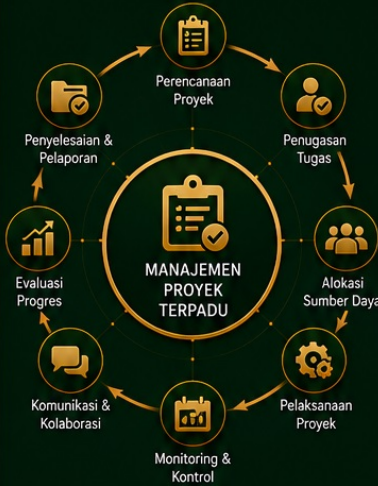 Perencanaan
Proyek
Penugasan
Tugas
Alokasi
Sumber Daya
Pelaksanaan
Proyek
Monitoring &
Kontrol
Komunikasi &
Kolaborasi
Evaluasi
Progres
Penyelesaian &
Pelaporan
MANAJEMEN
PROYEK
TERPADU